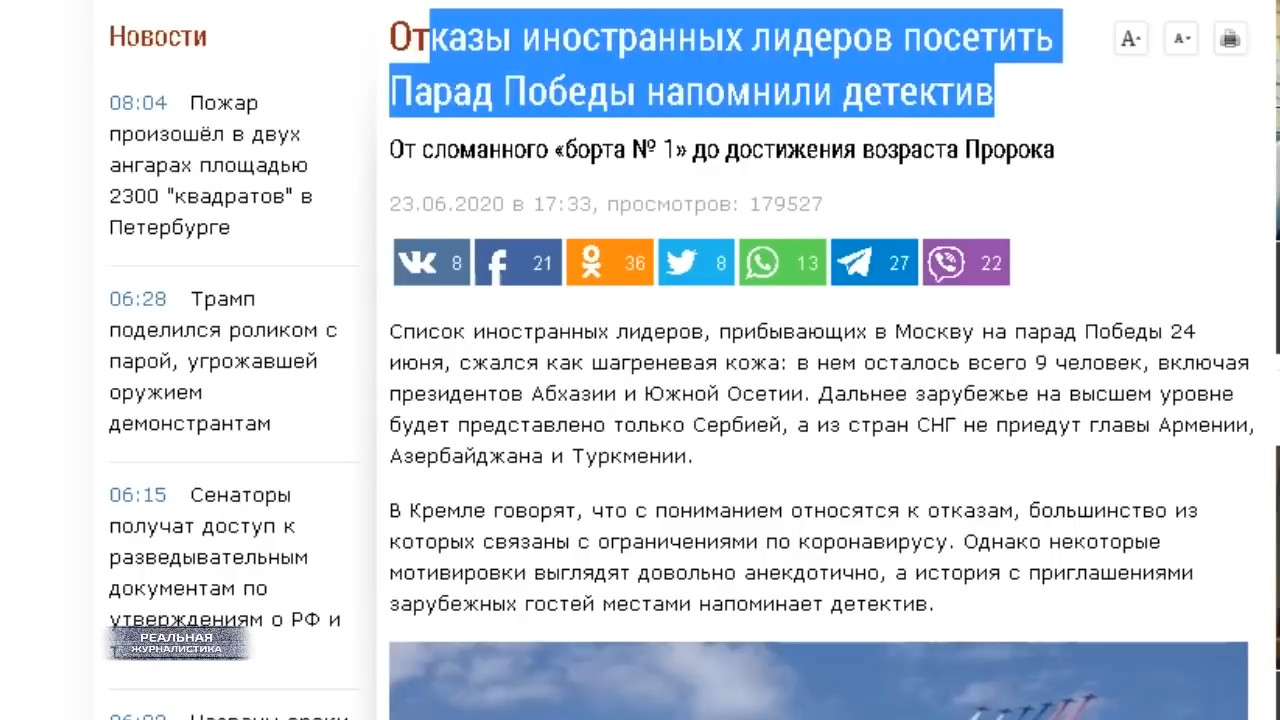 Новости
08:04 Пожар
произошёл в двух
ангарах площадью
2300 "квадратов" в
Петербурге
06:28 Трамп
поделился роликом с
парой, угрожавшей
оружием
демонстрантам
06:15 Сенаторы
получат доступ к
разведывательным
документам по
утверждениям о РФ и
РЕАЛЬНАЯ
ЖУРНАЛИСТИКА
Отказы иностранных лидеров посетить
Парад Победы напомнили детектив
От сломанного «борта № 1» до достижения возраста Пророка
23.06.2020 в 17:33, просмотров: 179527
8 21 36 8 13 27 22
Список иностранных лидеров, прибывающих в Москву на парад Победы 24
июня, сжался как шагреневая кожа: в нем осталось всего 9 человек, включая
президентов Абхазии и Южной Осетии. Дальнее зарубежье на высшем уровне
будет представлено только Сербией, а из стран СНГ не приедут главы Армении,
Азербайджана и Туркмении.
В Кремле говорят, что с пониманием относятся к отказам, большинство из
которых связаны с ограничениями по коронавирусу. Однако некоторые
мотивировки выглядят довольно анекдотично, а история с приглашениями
зарубежных гостей местами напоминает детектив.
A+
A-